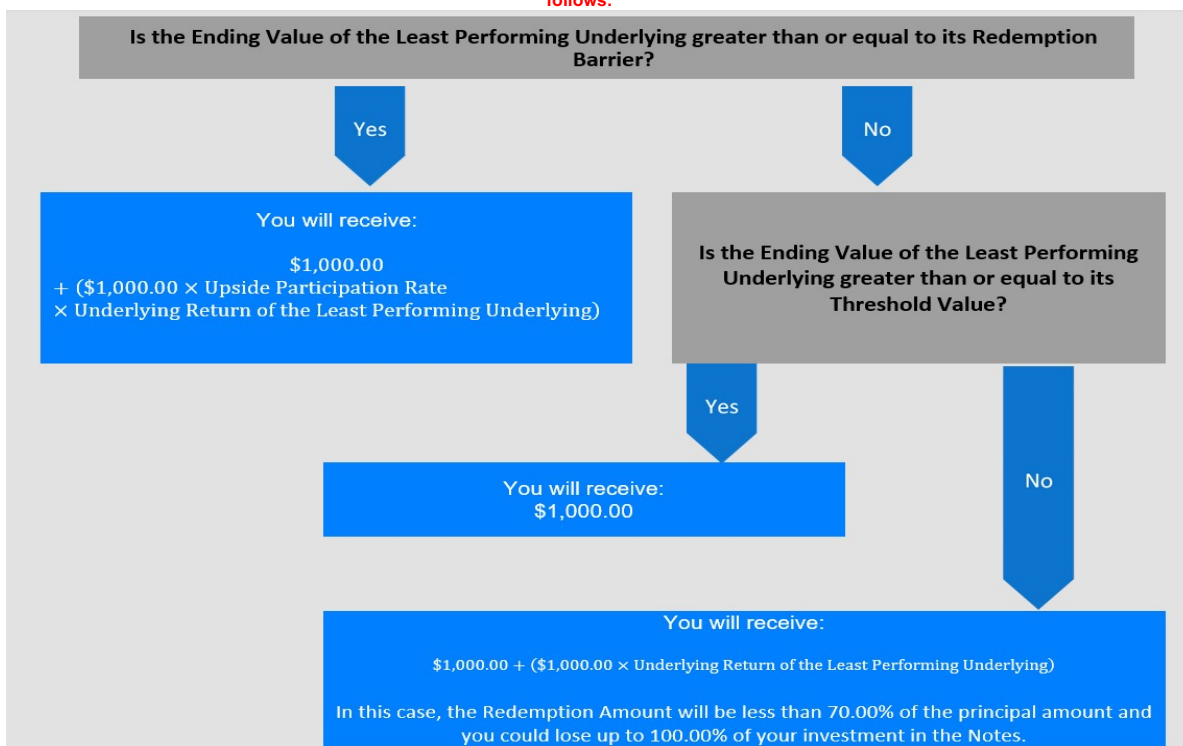 follows:
Is the Ending Value of the Least Performing Underlying greater than or equal to its Redemption
Barrier?
Yes
No
You will receive:
$1,000.00
+ ($1,000.00 × Upside Participation Rate
× Underlying Return of the Least Performing Underlying)
Is the Ending Value of the Least Performing
Underlying greater than or equal to its
Threshold Value?
Yes
No
You will receive:
$1,000.00
You will receive:
$1,000.00 + ($1,000.00 × Underlying Return of the Least Performing Underlying)
In this case, the Redemption Amount will be less than 70.00% of the principal amount and
you could lose up to 100.00% of your investment in the Notes.